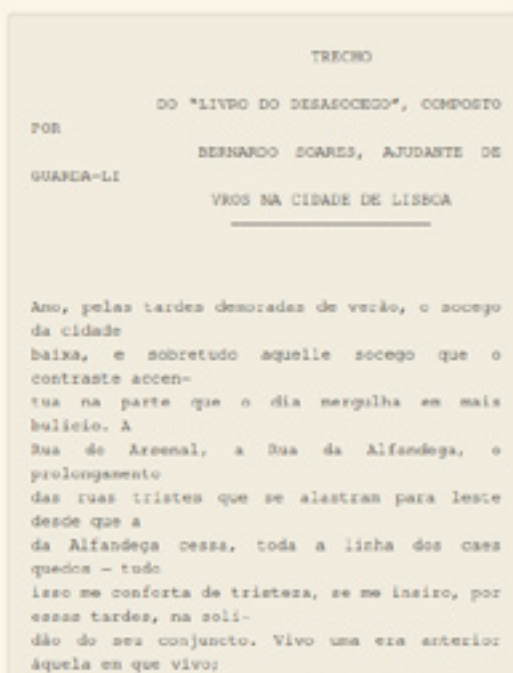 TRECHO
DO "LIVRO DO DESASOCEGO", COMPOSTO
POR
BERNARDO SOARES, AJUDANTE DE
GUARDA-LI
VROS NA CIDADE DE LISBOA
Amo, pelas tardes demoradas de verão, o socego
da cidade
baixa, e sobretudo aquelle socego que o
contraste accen-
tua na parte que o dia mergulha em mais
bulicio. A
Rua do Arsenal, a Rua da Alfandega, o
prolongamento
das ruas tristes que se alastram para leste
desde que a
da Alfandega cessa, toda a linha dos caes
quedos — tudo
isso me conforta de tristeza, se me insiro, por
essas tardes, na soli-
dão do seu conjuncto. Vivo uma era anterior
áquela em que vivo;